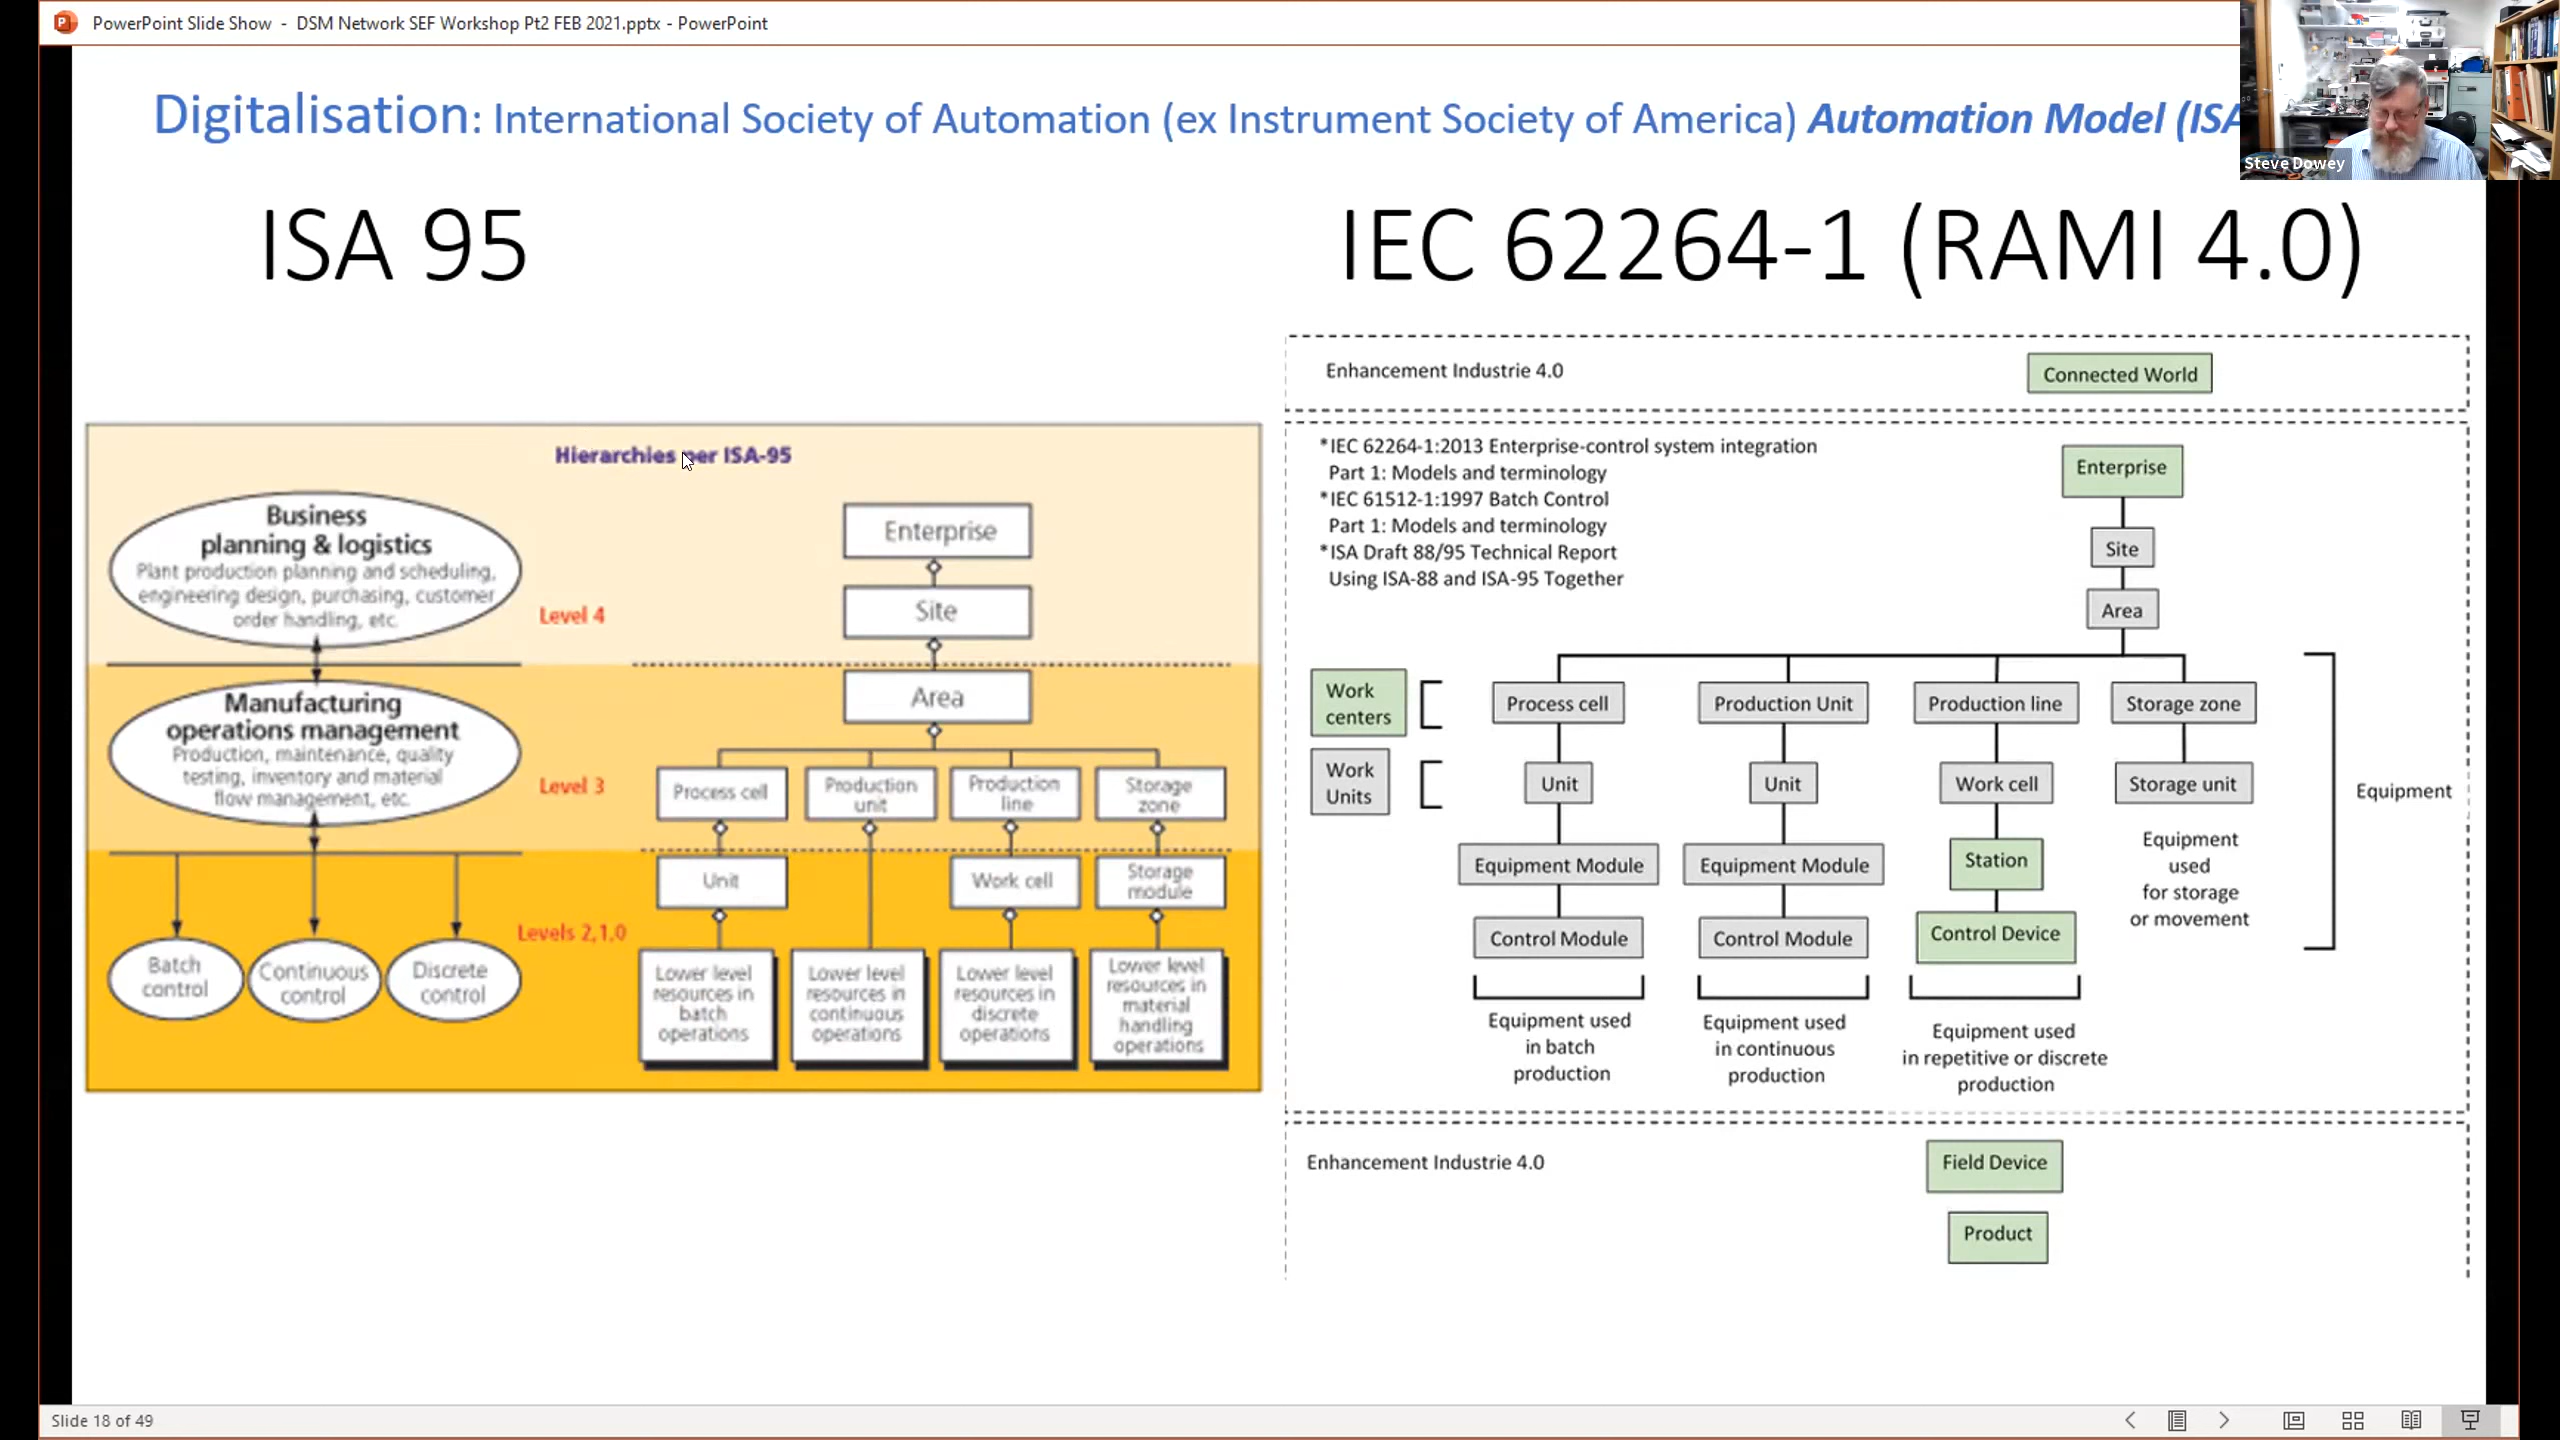 PowerPoint Slide Show - DSM Network SEF Workshop Pt2 FEB 2021.pptx - PowerPoint
Steve Dowey
Digitalisation: International Society of Automation (ex Instrument Society of America) Automation Model (ISA
ISA 95
IEC 62264-1 (RAMI 4.0)
Hierarchies per ISA-95
Business
planning & logistics
Plant production planning and scheduling,
engineering design, purchasing, customer
order handling, etc.
Level 4
Manufacturing
operations management
Production, maintenance, quality
testing, inventory and material
flow management, etc.
Level 3
Levels 2,1,0
Batch
control
Continuous
control
Discrete
control
Enterprise
Site
Area
Process cell
Production
unit
Production
line
Storage
zone
Unit
Work cell
Storage
module
Lower level
resources in
batch
operations
Lower level
resources in
continuous
operations
Lower level
resources in
discrete
operations
Lower level
resources in
material
handling
operations
Enhancement Industrie 4.0
Connected World
*IEC 62264-1:2013 Enterprise-control system integration
Part 1: Models and terminology
*IEC 61512-1:1997 Batch Control
Part 1: Models and terminology
*ISA Draft 88/95 Technical Report
Using ISA-88 and ISA-95 Together
Enterprise
Site
Area
Work
centers
Process cell
Production Unit
Production line
Storage zone
Work
Units
Unit
Unit
Work cell
Storage unit
Equipment
Equipment Module
Equipment Module
Station
Equipment
used
for storage
or movement
Control Module
Control Module
Control Device
Equipment used
in batch
production
Equipment used
in continuous
production
Equipment used
in repetitive or discrete
production
Enhancement Industrie 4.0
Field Device
Product
Slide 18 of 49